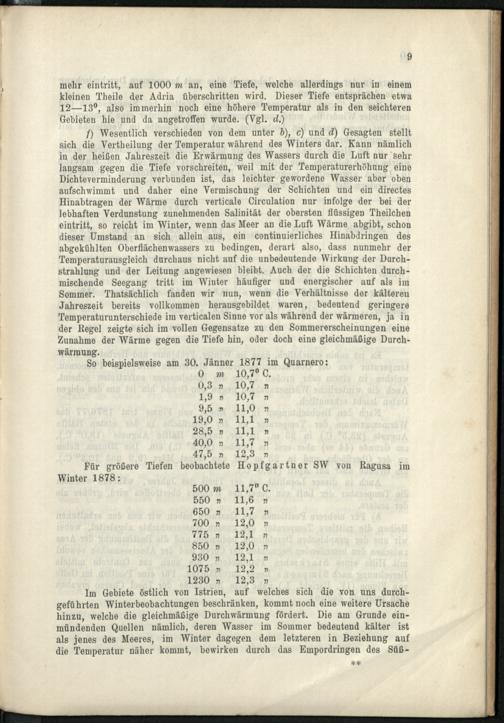 9
mehr eintritt, auf 1000 m an, eine Tiefe, welche allerdings nur in einem
kleinen Theile der Adria überschritten wird. Dieser Tiefe entsprächen etwa
12—13⁰, also immerhin noch eine höhere Temperatur als in den seichteren
Gebieten hie und da angetroffen wurde. (Vgl. d.)
f) Wesentlich verschieden von dem unter b), c) und d) Gesagten stellt
sich die Vertheilung der Temperatur während des Winters dar. Kann nämlich
in der heißen Jahreszeit die Erwärmung des Wassers durch die Luft nur sehr
langsam gegen die Tiefe vorschreiten, weil mit der Temperaturerhöhung eine
Dichteverminderung verbunden ist, das leichter gewordene Wasser aber oben
aufschwimmt und daher eine Vermischung der Schichten und ein directes
Hinabtragen der Wärme durch verticale Circulation nur infolge der bei der
lebhaften Verdunstung zunehmenden Salinität der obersten flüssigen Theilchen
eintritt, so reicht im Winter, wenn das Meer an die Luft Wärme abgibt, schon
dieser Umstand an sich allein aus, ein continuierliches Hinabdringen des
abgekühlten Oberflächenwassers zu bedingen, derart also, dass nunmehr der
Temperaturausgleich durchaus nicht auf die unbedeutende Wirkung der Durch-
strahlung und der Leitung angewiesen bleibt. Auch der die Schichten durch-
mischende Seegang tritt im Winter häufiger und energischer auf als im
Sommer. Thatsächlich fanden wir nun, wenn die Verhältnisse der kälteren
Jahreszeit bereits vollkommen herausgebildet waren, bedeutend geringere
Temperaturunterschiede im verticalen Sinne vor als während der wärmeren, ja in
der Regel zeigte sich im vollen Gegensatze zu den Sommererscheinungen eine
Zunahme der Wärme gegen die Tiefe hin, oder doch eine gleichmäßige Durch-
wärmung.
So beispielsweise am 30. Jänner 1877 im Quarnero:
0 m 10,7⁰ C.
0,3 „ 10,7 „
1,9 „ 10,7 „
9,5 „ 11,0 „
19,0 „ 11,1 „
28,5 „ 11,1 „
40,0 „ 11,7 „
47,5 „ 12,3 „
Für größere Tiefen beobachtete Hopfgartner SW von Ragusa im
Winter 1878:
500 m 11,7⁰ C.
550 „ 11,6 „
650 „ 11,7 „
700 „ 12,0 „
775 „ 12,1 „
850 „ 12,0 „
930 „ 12,1 „
1075 „ 12,2 „
1230 „ 12,3 „
Im Gebiete östlich von Istrien, auf welches sich die von uns durch-
geführten Winterbeobachtungen beschränken, kommt noch eine weitere Ursache
hinzu, welche die gleichmäßige Durchwärmung fördert. Die am Grunde ein-
mündenden Quellen nämlich, deren Wasser im Sommer bedeutend kälter ist
als jenes des Meeres, im Winter dagegen dem letzteren in Beziehung auf
die Temperatur näher kommt, bewirken durch das Empordringen des Süß-
**